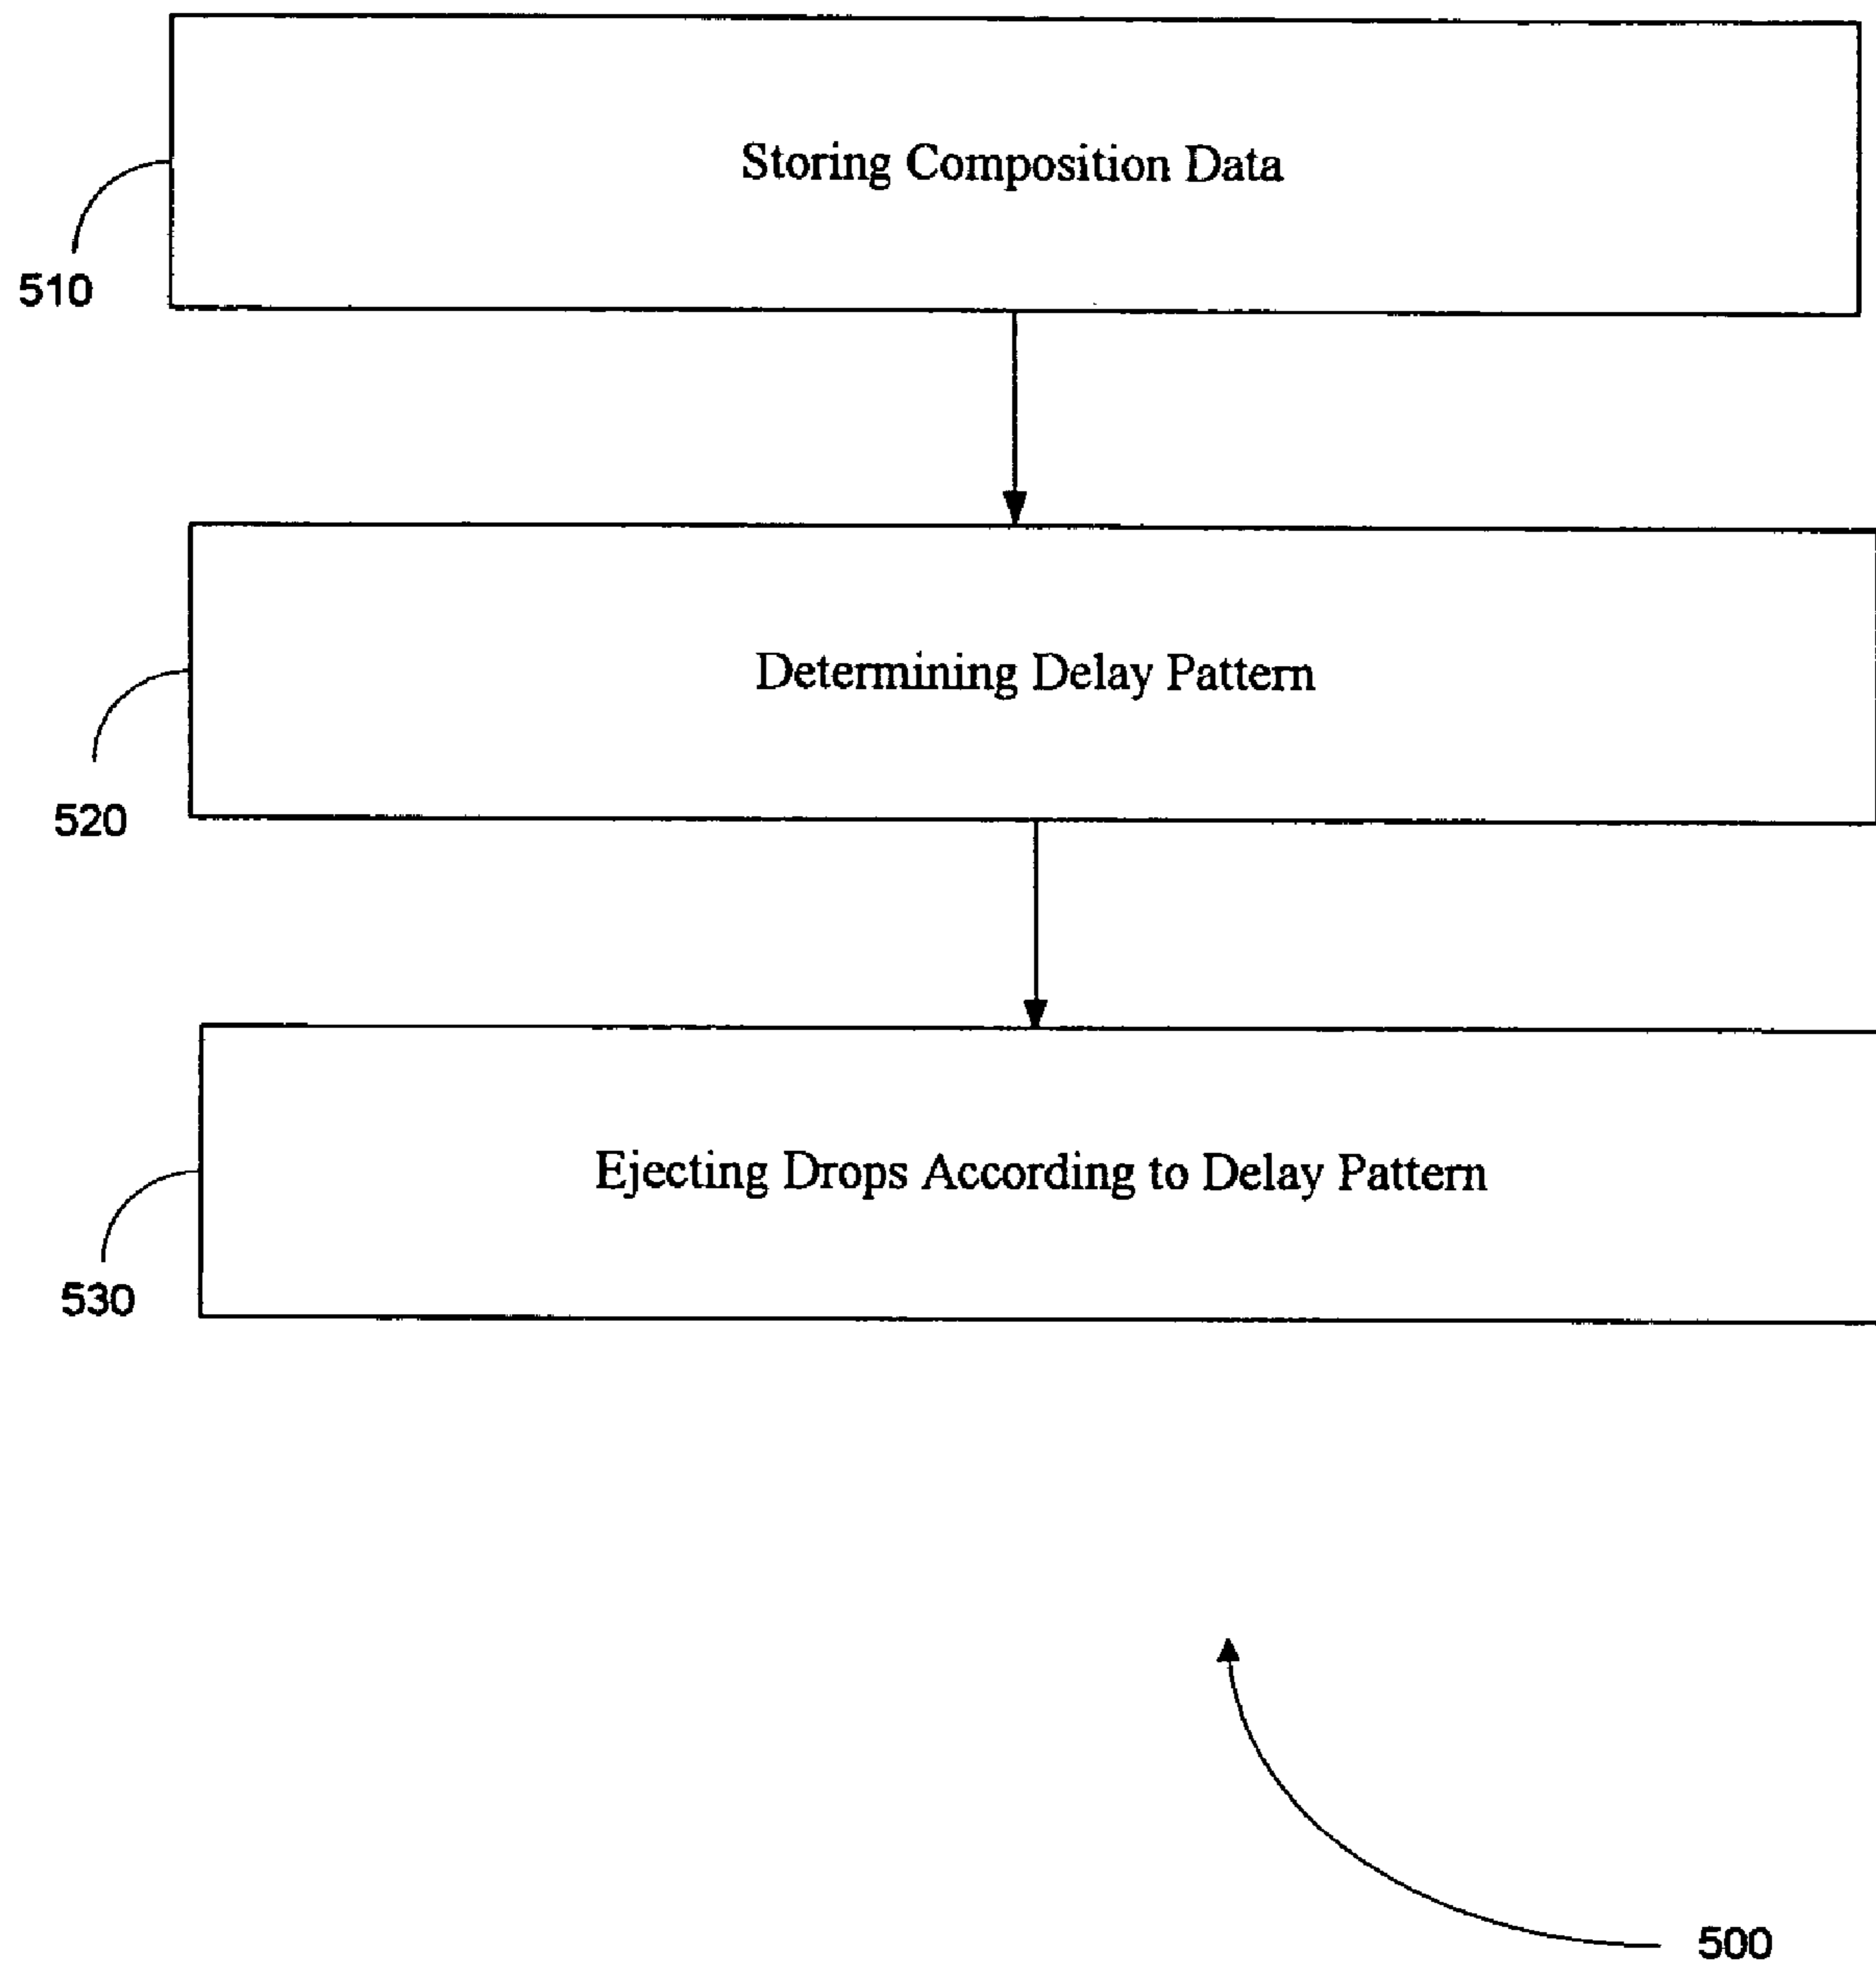 Storing Composition Data
510
Determining Delay Pattern
520
Ejecting Drops According to Delay Pattern
530
500